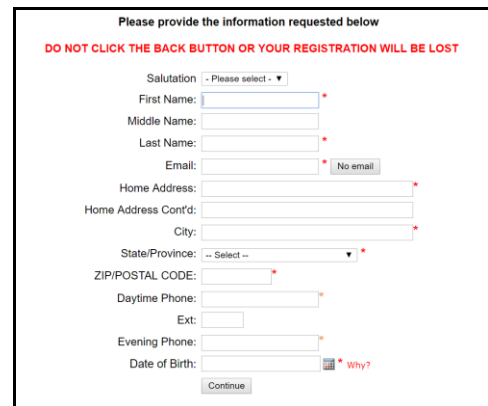 Please provide the information requested below
DO NOT CLICK THE BACK BUTTON OR YOUR REGISTRATION WILL BE LOST
Salutation - Please select - ▼
First Name: *
Middle Name:
Last Name: *
Email: * No email
Home Address: *
Home Address Cont'd:
City: *
State/Province: -- Select -- ▼ *
ZIP/POSTAL CODE: *
Daytime Phone: *
Ext:
Evening Phone: *
Date of Birth: * Why?
Continue